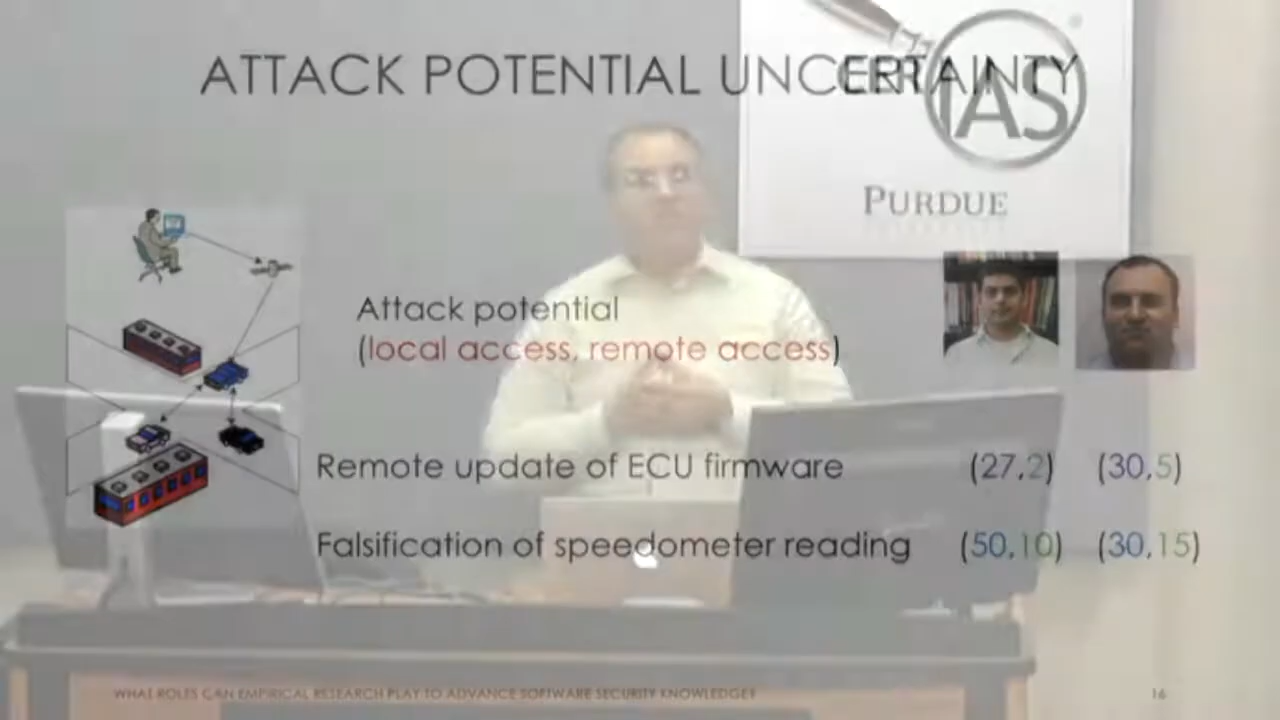 ATTACK POTENTIAL UNCERTAINTY
CERIAS
PURDUE
Attack potential
(local access, remote access)
Remote update of ECU firmware (27,2) (30,5)
Falsification of speedometer reading (50,10) (30,15)
WHAT ROLES CAN EMPIRICAL RESEARCH PLAY TO ADVANCE SOFTWARE SECURITY KNOWLEDGE?
16